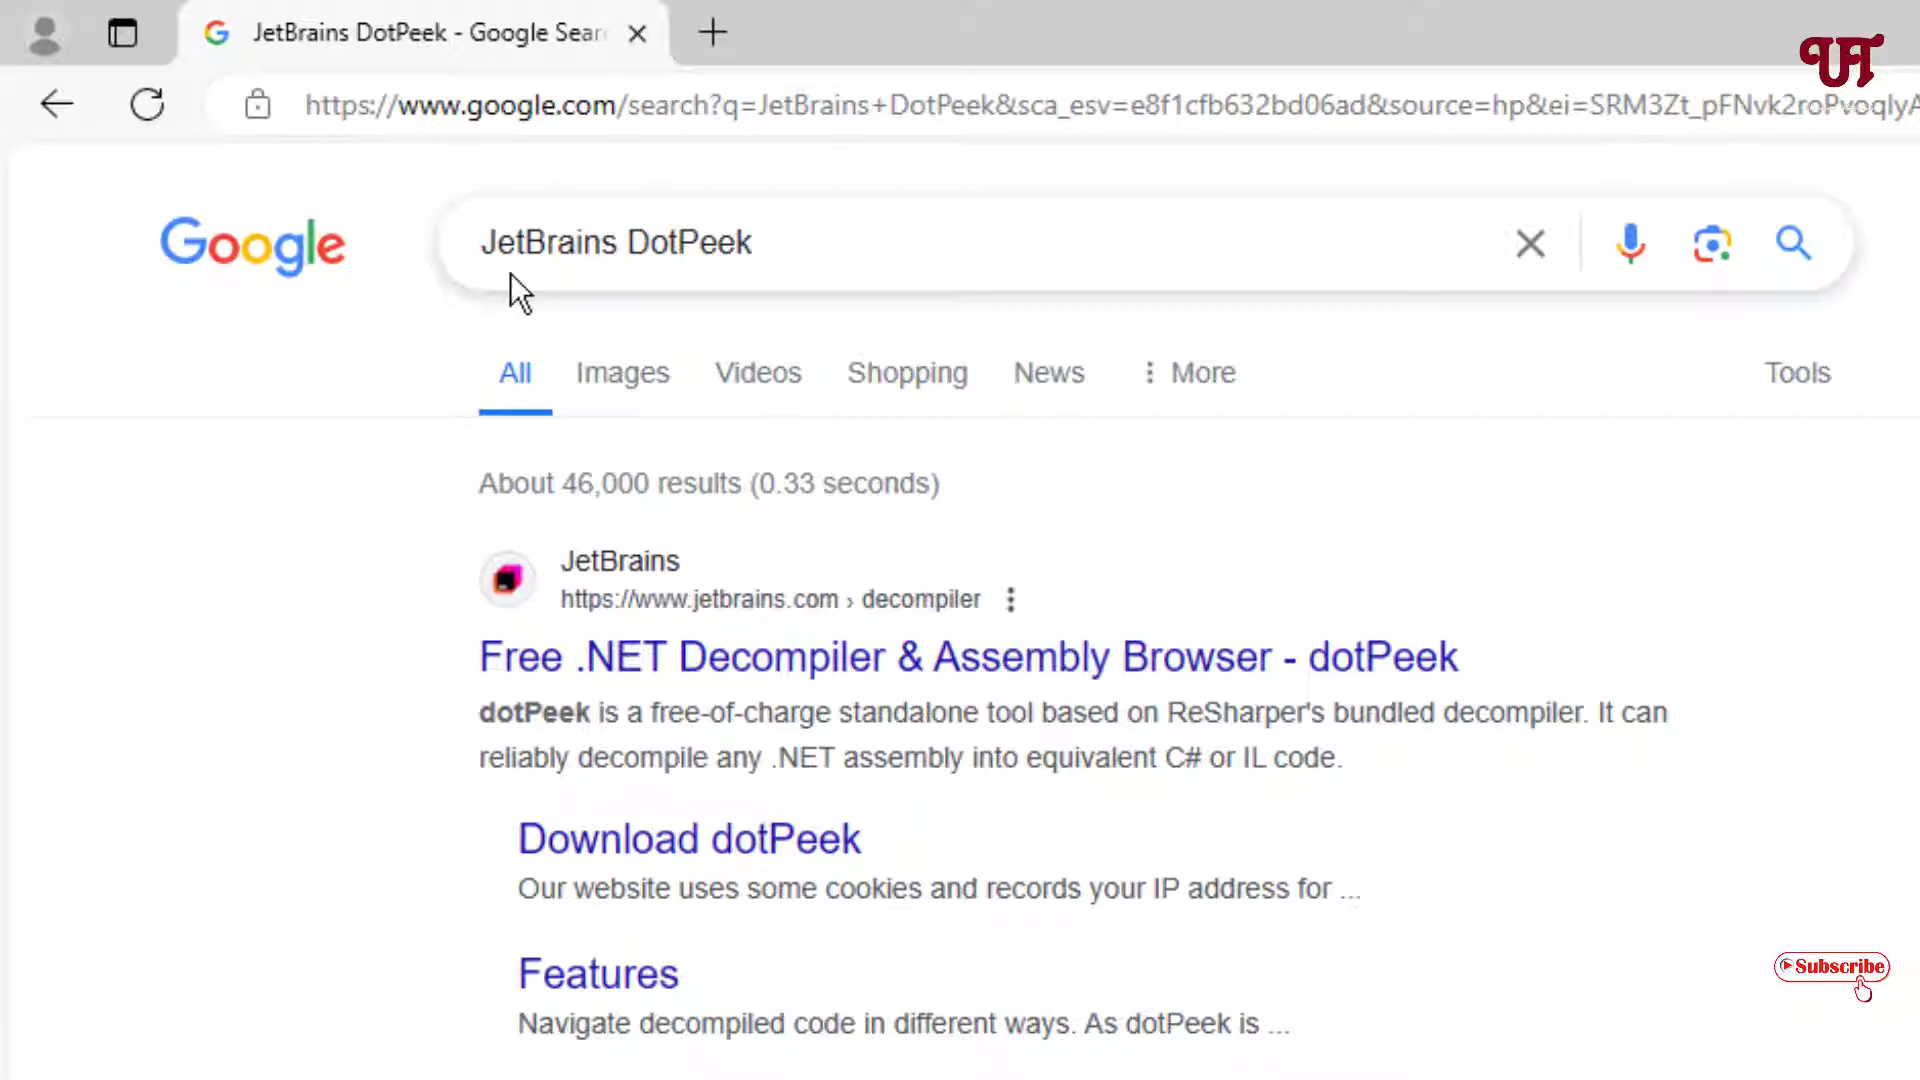 JetBrains DotPeek - Google Sear
UT
https://www.google.com/search?q=JetBrains+DotPeek&sca_esv=e8f1cfb632bd06ad&source=hp&ei=SRM3Zt_pFNvk2roPvoqlyA
Google
JetBrains DotPeek
All Images Videos Shopping News More Tools
About 46,000 results (0.33 seconds)
JetBrains
https://www.jetbrains.com › decompiler
Free .NET Decompiler & Assembly Browser - dotPeek
dotPeek is a free-of-charge standalone tool based on ReSharper's bundled decompiler. It can
reliably decompile any .NET assembly into equivalent C# or IL code.
Download dotPeek
Our website uses some cookies and records your IP address for ...
Features
Navigate decompiled code in different ways. As dotPeek is ...
Subscribe